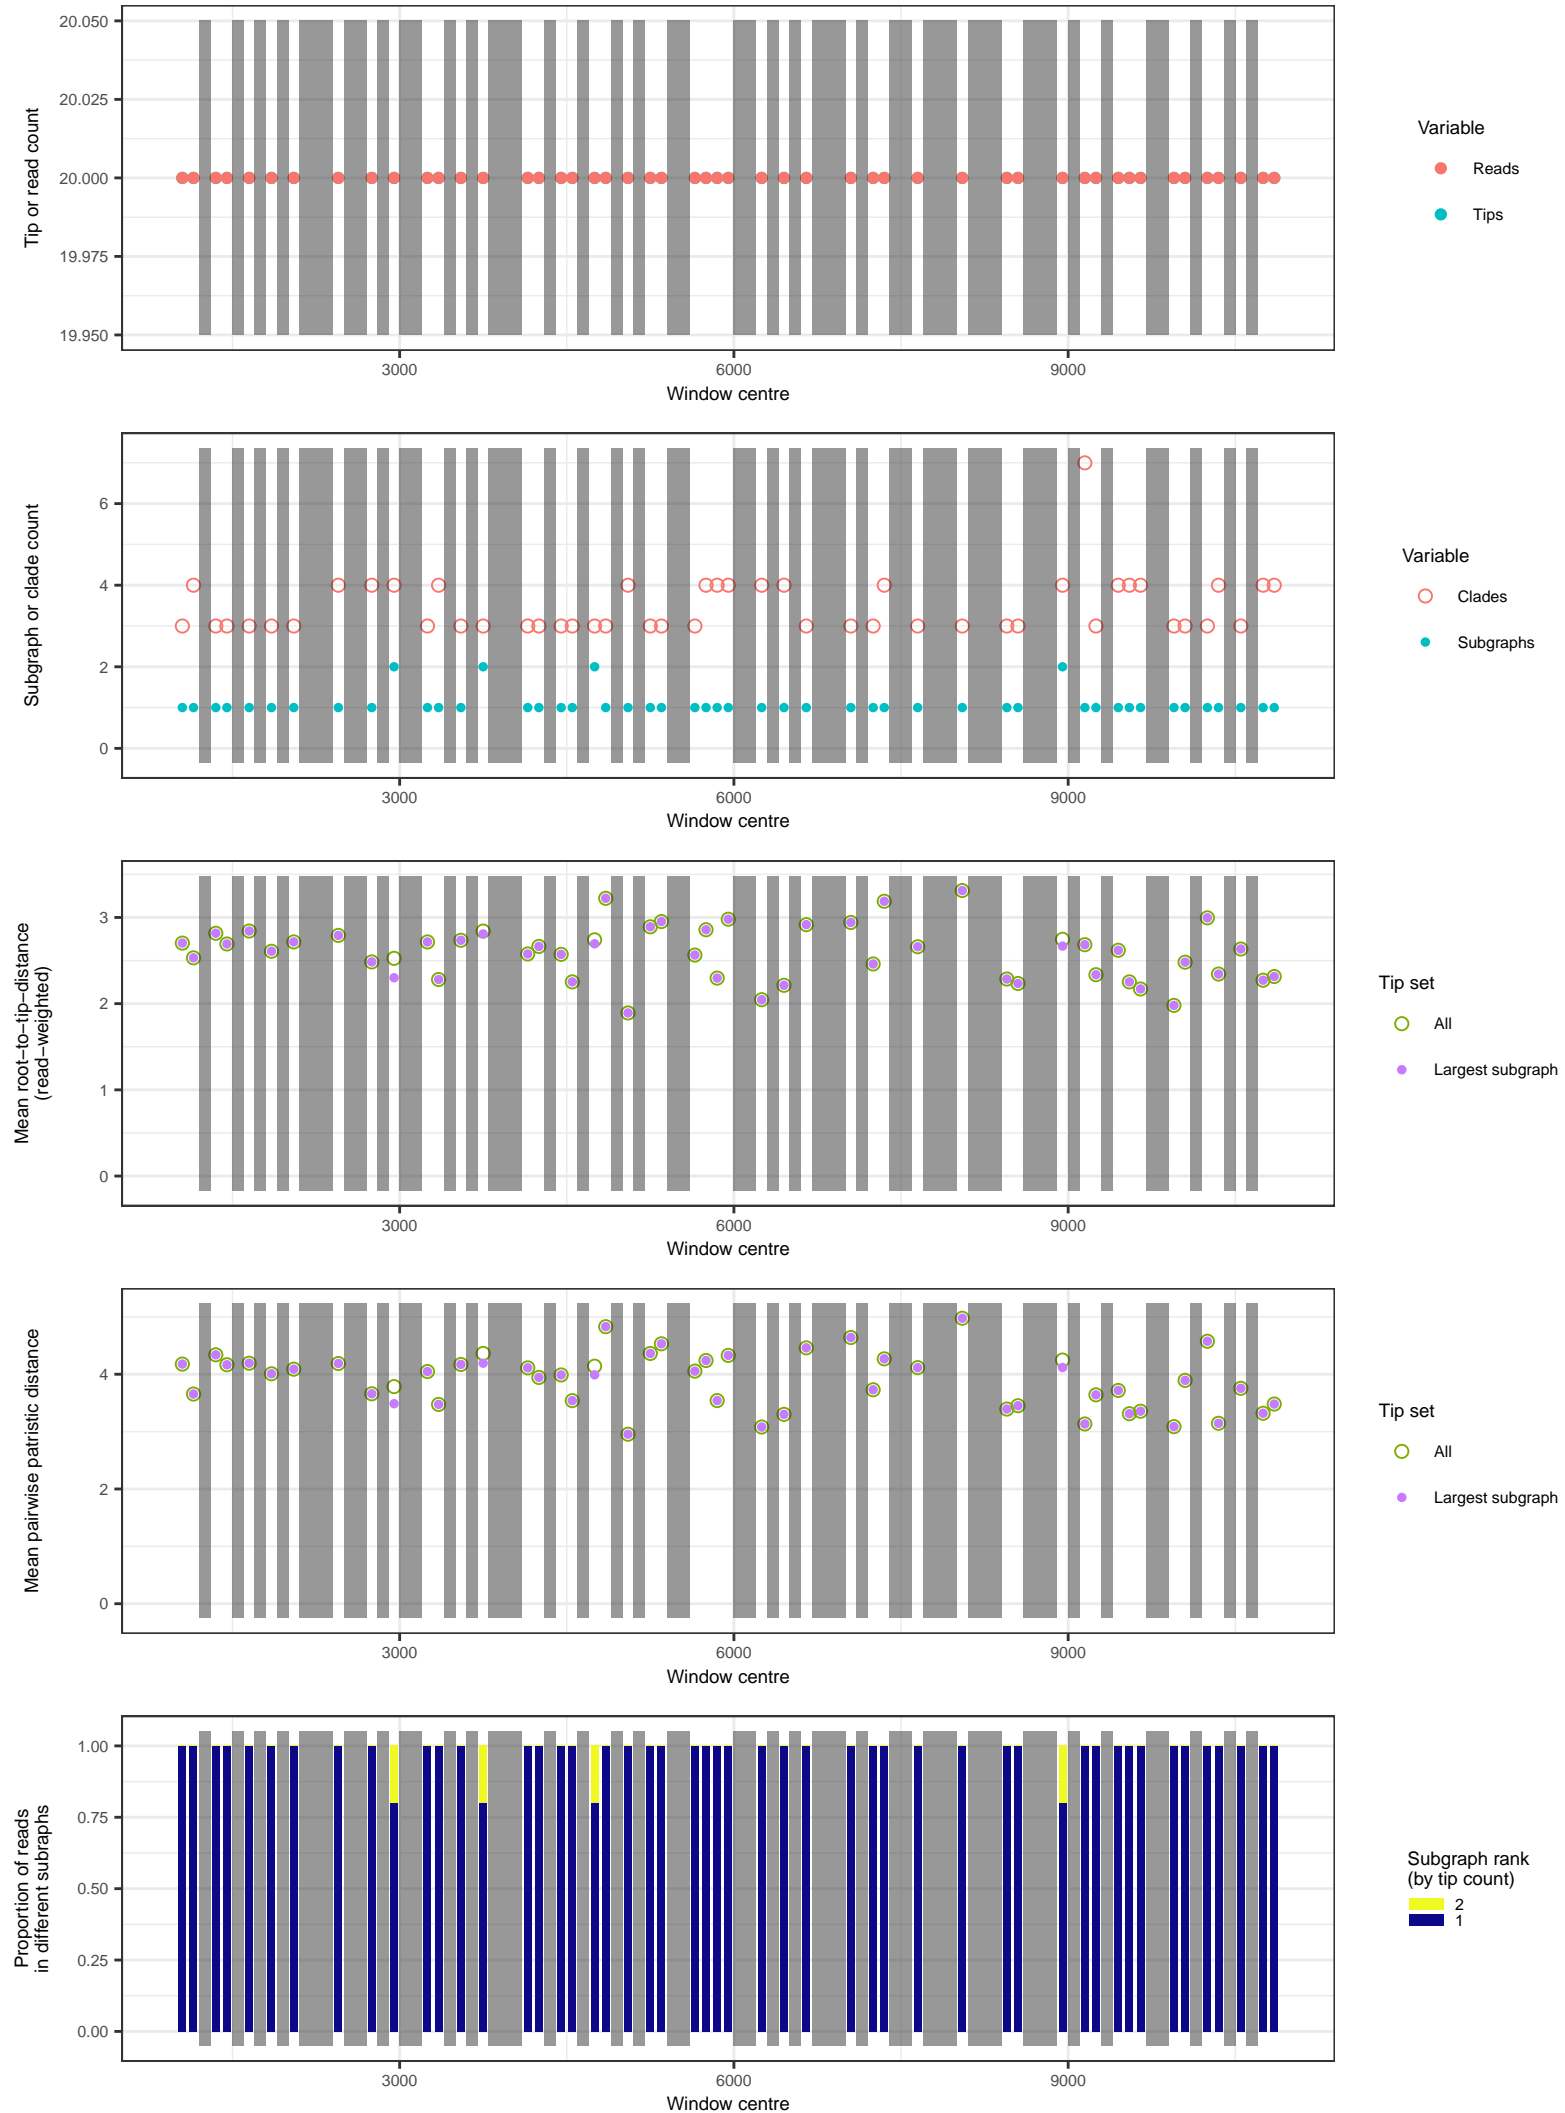 20.050
20.025
20.000
19.975
19.950
Tip or read count
3000 6000 9000
Window centre
Variable
Reads
Tips
6
4
2
0
Subgraph or clade count
3000 6000 9000
Window centre
Variable
Clades
Subgraphs
3
2
1
0
Mean root−to−tip−distance
(read−weighted)
3000 6000 9000
Window centre
Tip set
All
Largest subgraph
4
2
0
Mean pairwise patristic distance
3000 6000 9000
Window centre
Tip set
All
Largest subgraph
1.00
0.75
0.50
0.25
0.00
Proportion of reads
in different subraphs
3000 6000 9000
Window centre
Subgraph rank
(by tip count)
2
1